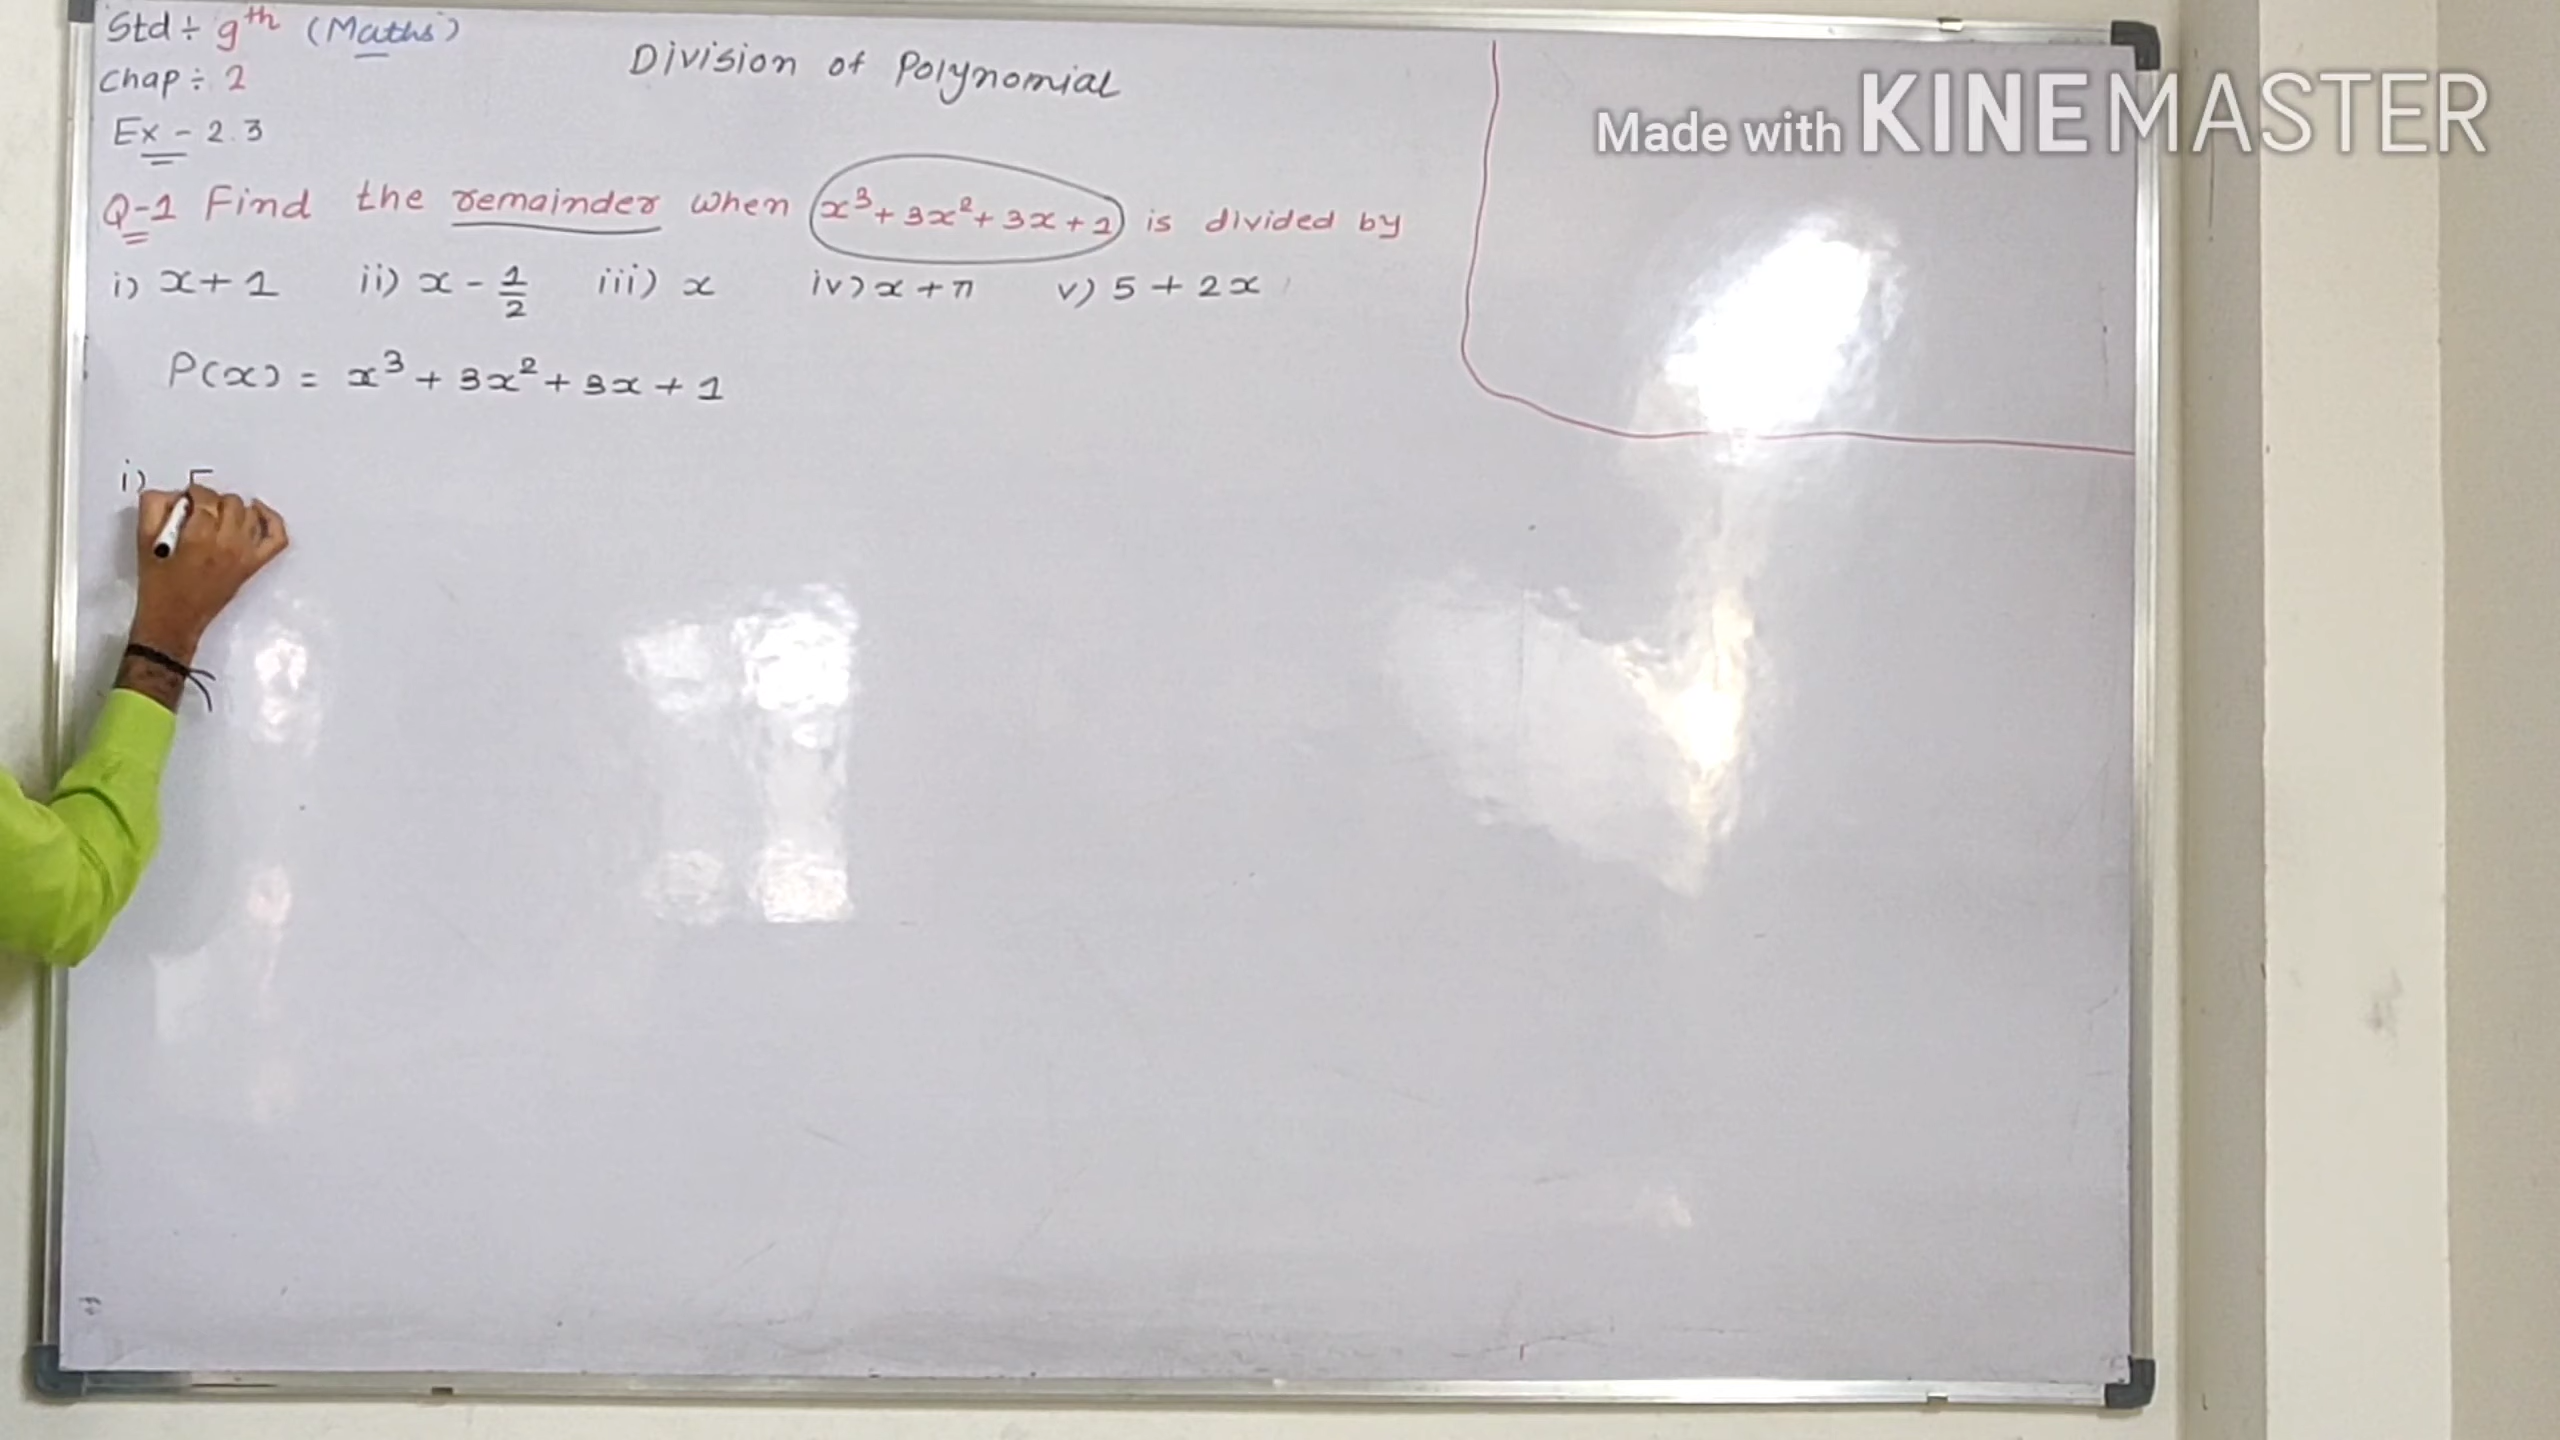 Std ÷ 9th (Maths)
Chap ÷ 2
Ex - 2.3
Division of Polynomial
Made with KINEMASTER
Q-1 Find the remainder when x³ + 3x² + 3x + 1 is divided by
i) x + 1 ii) x - 1/2 iii) x iv) x + π v) 5 + 2x
P(x) = x³ + 3x² + 3x + 1
i)